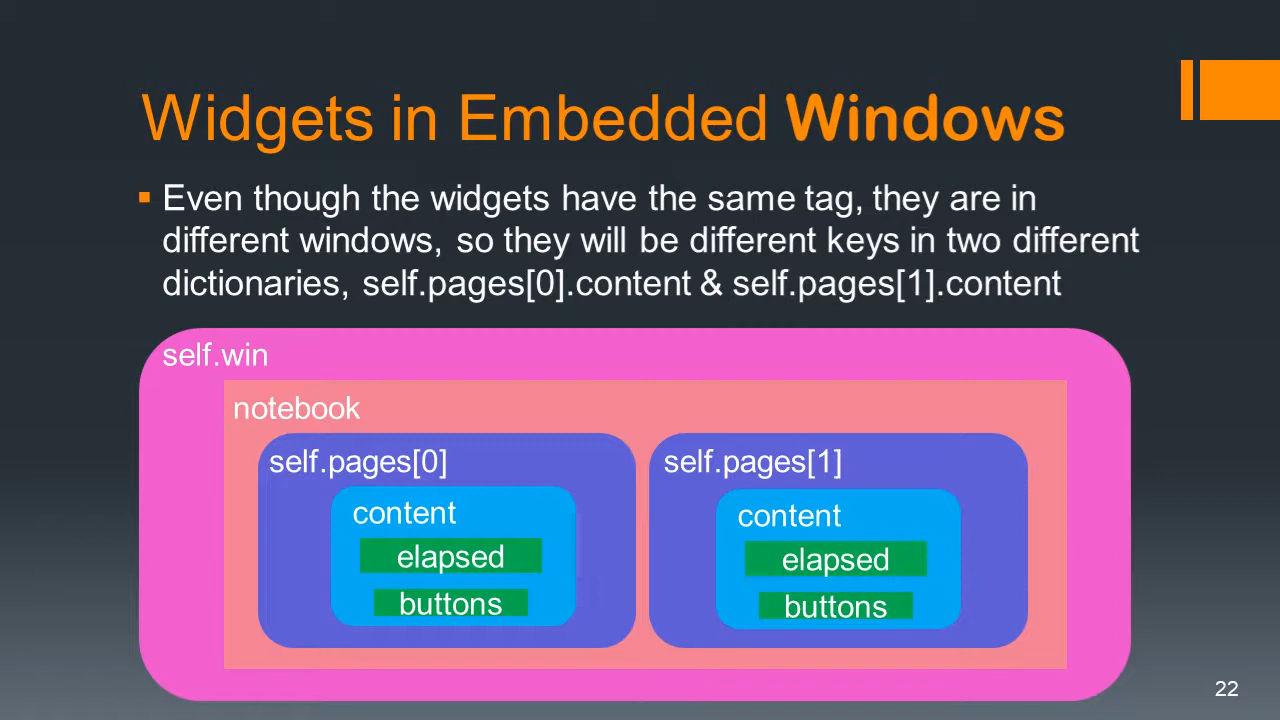 Widgets in Embedded Windows
Even though the widgets have the same tag, they are in
different windows, so they will be different keys in two different
dictionaries, self.pages[0].content & self.pages[1].content
self.win
notebook
self.pages[0]
content
elapsed
buttons
self.pages[1]
content
elapsed
buttons
22